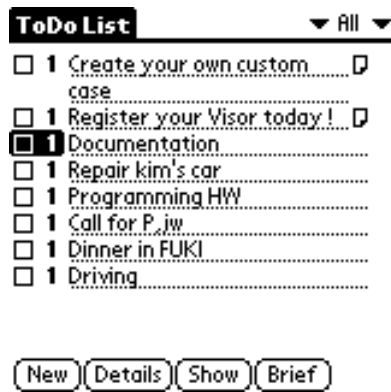 ToDo List All
1 Create your own custom
case
1 Register your Visor today !
1 Documentation
1 Repair kim's car
1 Programming HW
1 Call for P,jw
1 Dinner in FUKI
1 Driving
New Details Show Brief